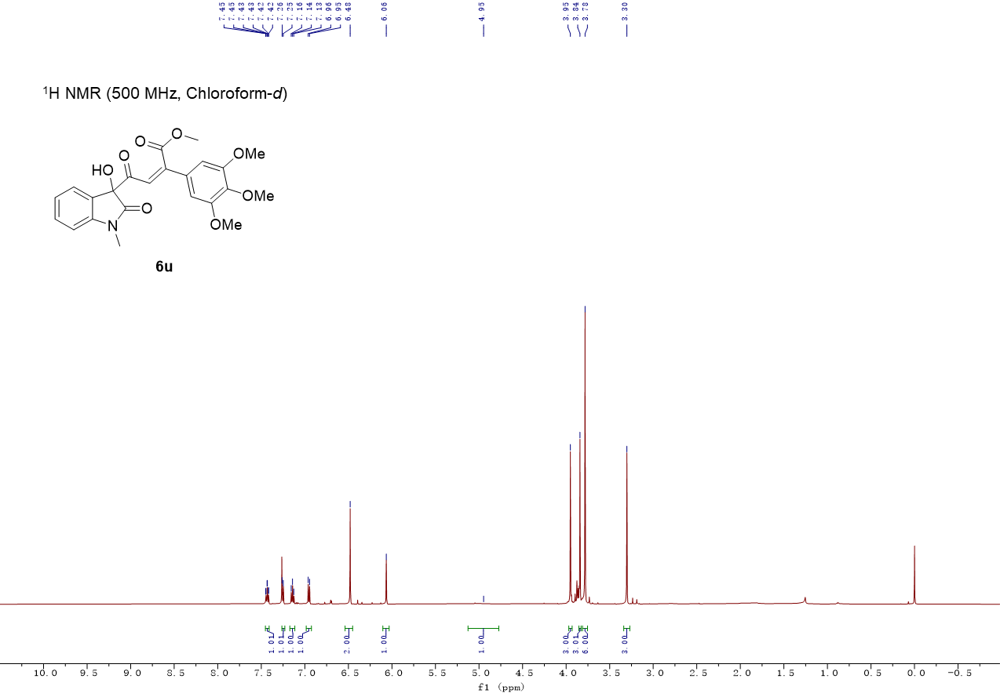 7.45 7.45 7.43 7.43 7.42 7.42 7.26 7.25 7.16 7.14 7.13 6.96 6.95 6.48 6.06 4.95 3.95 3.84 3.78 3.30
1H NMR (500 MHz, Chloroform-d)
O
O
O
OMe
HO
OMe
O
N
OMe
6u
1.01 1.01 1.00 1.00 2.00 1.00 1.00 3.00 3.01 6.00 3.00
10.0 9.5 9.0 8.5 8.0 7.5 7.0 6.5 6.0 5.5 5.0 4.5 4.0 3.5 3.0 2.5 2.0 1.5 1.0 0.5 0.0 -0.5
f1 (ppm)